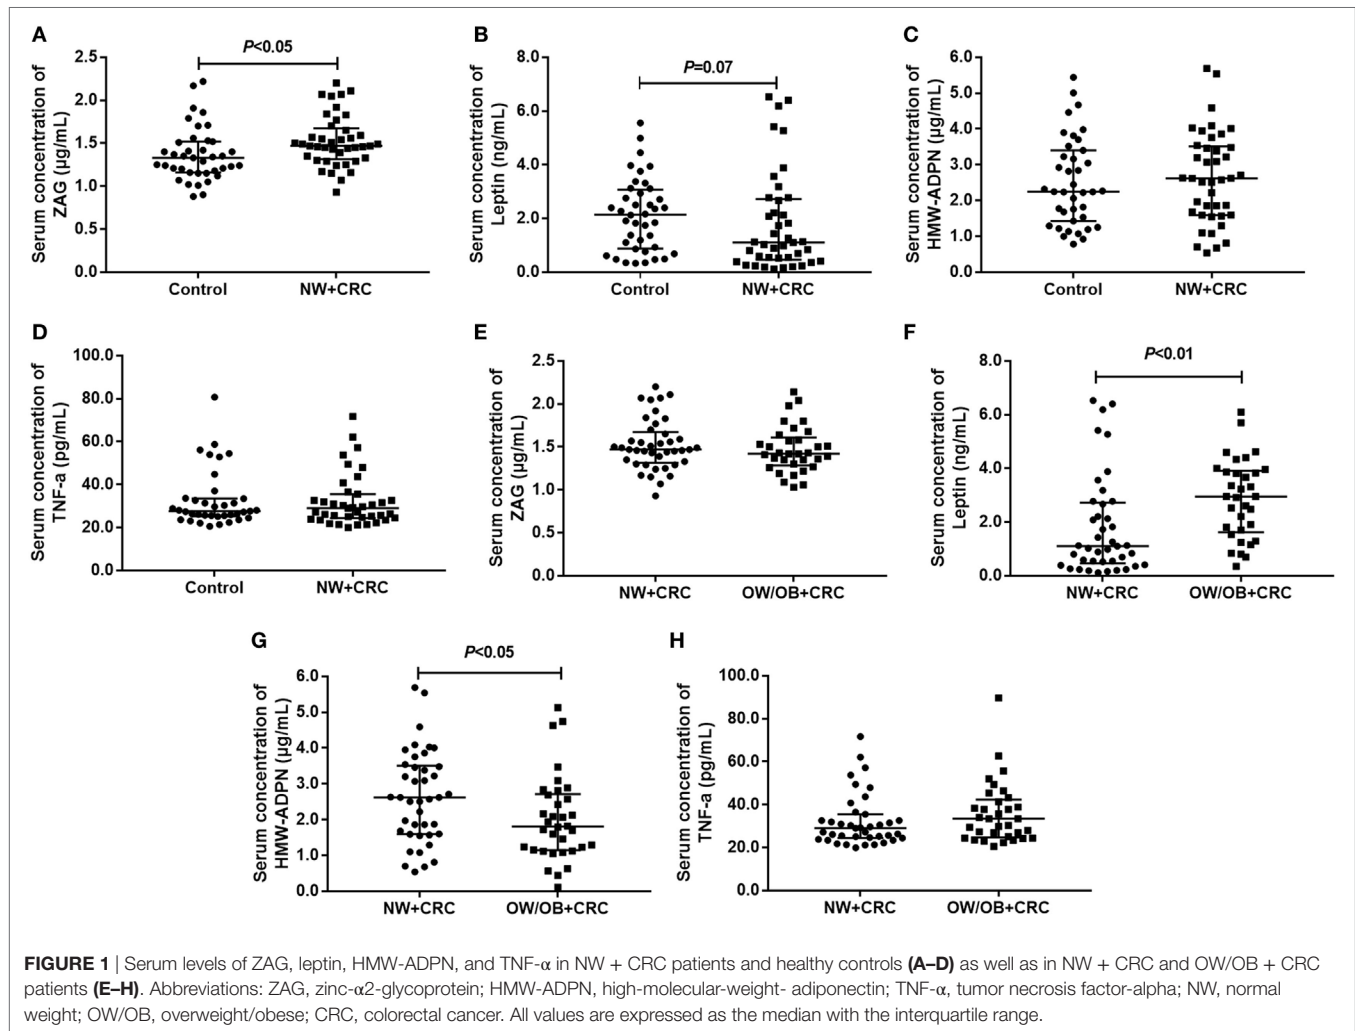 A
P<0.05
Serum concentration of
ZAG (µg/mL)
2.5
2.0
1.5
1.0
0.5
0.0
Control
NW+CRC
B
P=0.07
Serum concentration of
Leptin (ng/mL)
8.0
6.0
4.0
2.0
0.0
Control
NW+CRC
C
Serum concentration of
HMW-ADPN (µg/mL)
6.0
5.0
4.0
3.0
2.0
1.0
0.0
Control
NW+CRC
D
Serum concentration of
TNF-a (pg/mL)
100.0
80.0
60.0
40.0
20.0
0.0
Control
NW+CRC
E
Serum concentration of
ZAG (µg/mL)
2.5
2.0
1.5
1.0
0.5
0.0
NW+CRC
OW/OB+CRC
F
P<0.01
Serum concentration of
Leptin (ng/mL)
8.0
6.0
4.0
2.0
0.0
NW+CRC
OW/OB+CRC
G
P<0.05
Serum concentration of
HMW-ADPN (µg/mL)
6.0
5.0
4.0
3.0
2.0
1.0
0.0
NW+CRC
OW/OB+CRC
H
Serum concentration of
TNF-a (pg/mL)
100.0
80.0
60.0
40.0
20.0
0.0
NW+CRC
OW/OB+CRC
FIGURE 1 | Serum levels of ZAG, leptin, HMW-ADPN, and TNF-α in NW + CRC patients and healthy controls (A–D) as well as in NW + CRC and OW/OB + CRC
patients (E–H). Abbreviations: ZAG, zinc-α2-glycoprotein; HMW-ADPN, high-molecular-weight- adiponectin; TNF-α, tumor necrosis factor-alpha; NW, normal
weight; OW/OB, overweight/obese; CRC, colorectal cancer. All values are expressed as the median with the interquartile range.